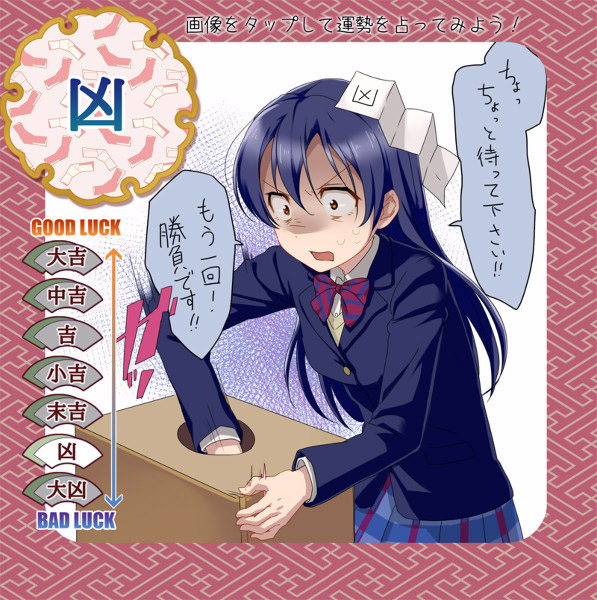 画像をタップして運勢を占ってみよう!
凶
凶
ちょっ
ちょっと待って下さい!!
もう一回!
勝負です!!
ガッ
GOOD LUCK
大吉
中吉
吉
小吉
末吉
凶
大凶
BAD LUCK